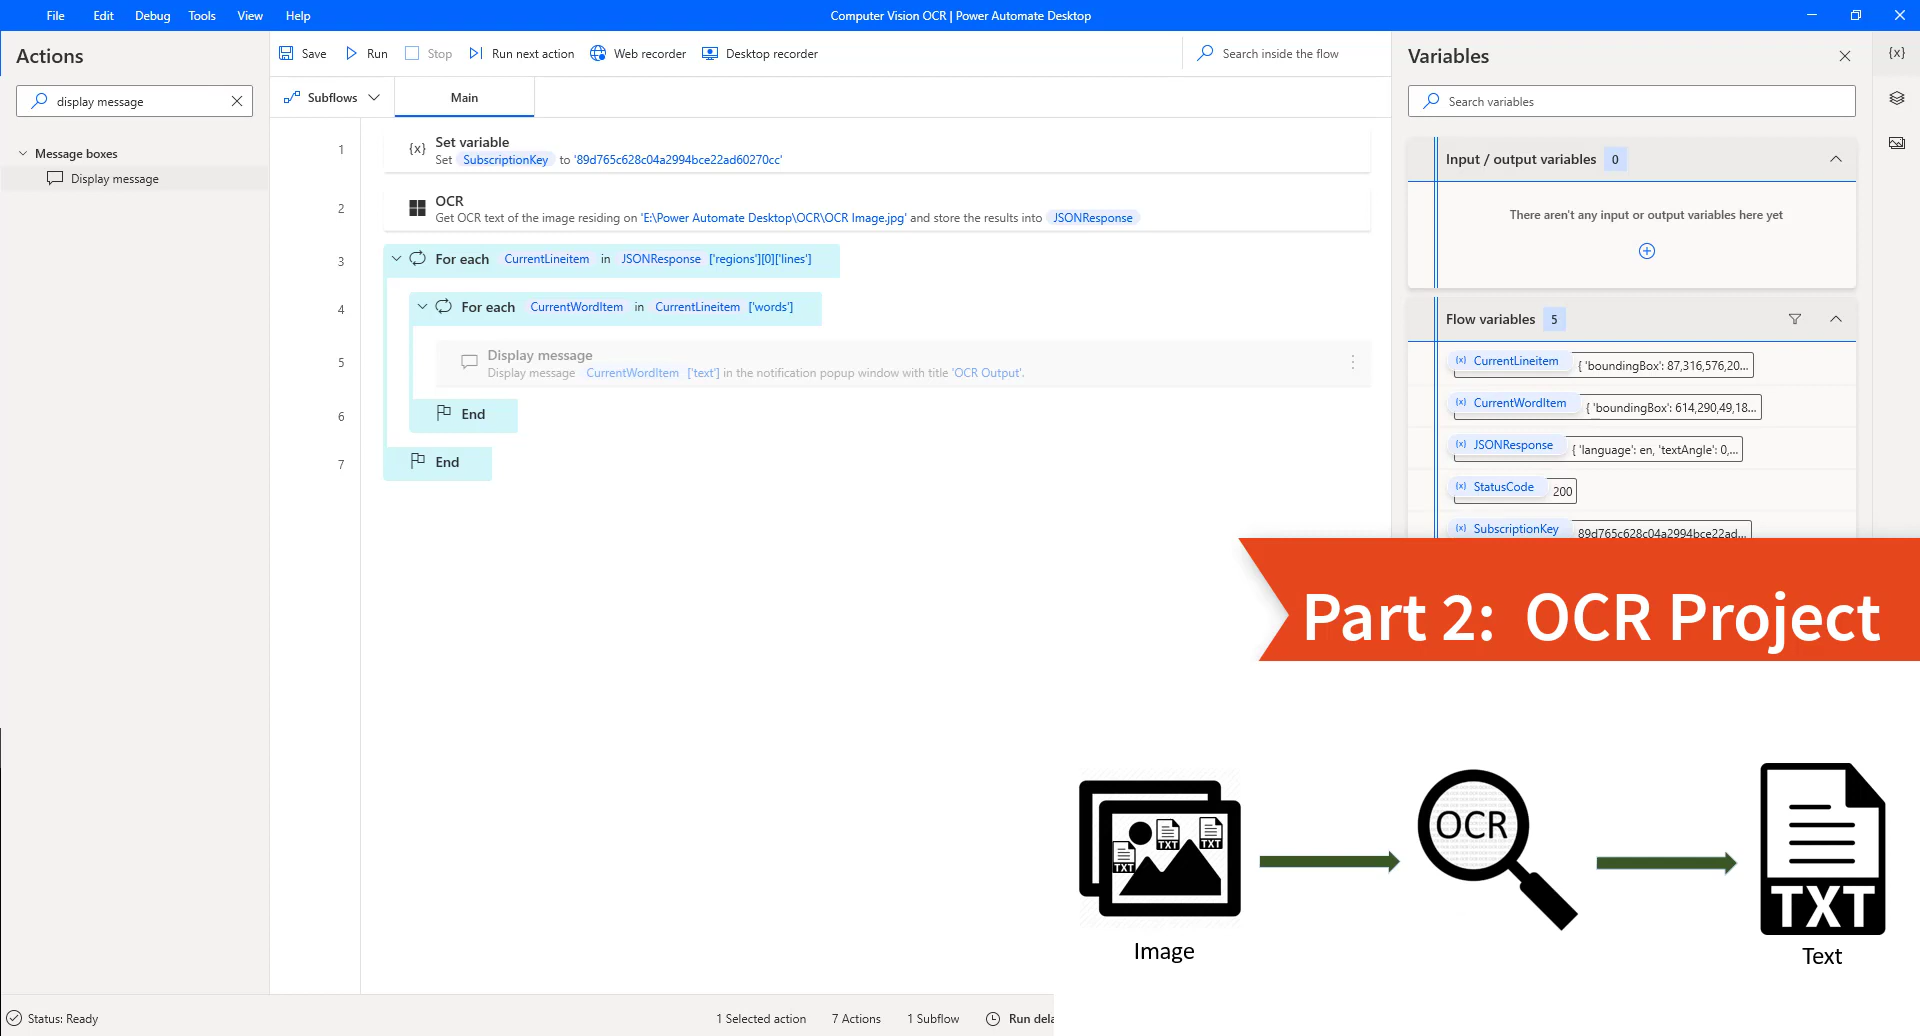 File Edit Debug Tools View Help
Computer Vision OCR | Power Automate Desktop
Actions
display message
Message boxes
Display message
Save Run Stop Run next action Web recorder Desktop recorder
Search inside the flow
Subflows Main
1 {x} Set variable
Set SubscriptionKey to '89d765c628c04a2994bce22ad60270cc'
2 OCR
Get OCR text of the image residing on 'E:\Power Automate Desktop\OCR\OCR Image.jpg' and store the results into JSONResponse
3 For each CurrentLineitem in JSONResponse ['regions'][0]['lines']
4 For each CurrentWordItem in CurrentLineitem ['words']
5 Display message
Display message CurrentWordItem ['text'] in the notification popup window with title 'OCR Output'.
6 End
7 End
Variables
{x}
Search variables
Input / output variables 0
There aren't any input or output variables here yet
Flow variables 5
(x) CurrentLineitem { 'boundingBox': 87,316,576,20...
(x) CurrentWordItem { 'boundingBox': 614,290,49,18...
(x) JSONResponse { 'language': en, 'textAngle': 0,...
(x) StatusCode 200
(x) SubscriptionKey 89d765c628c04a2994bce22ad...
Part 2: OCR Project
TXT TXT TXT
Image
OCR
TXT
Text
Status: Ready
1 Selected action 7 Actions 1 Subflow Run dela